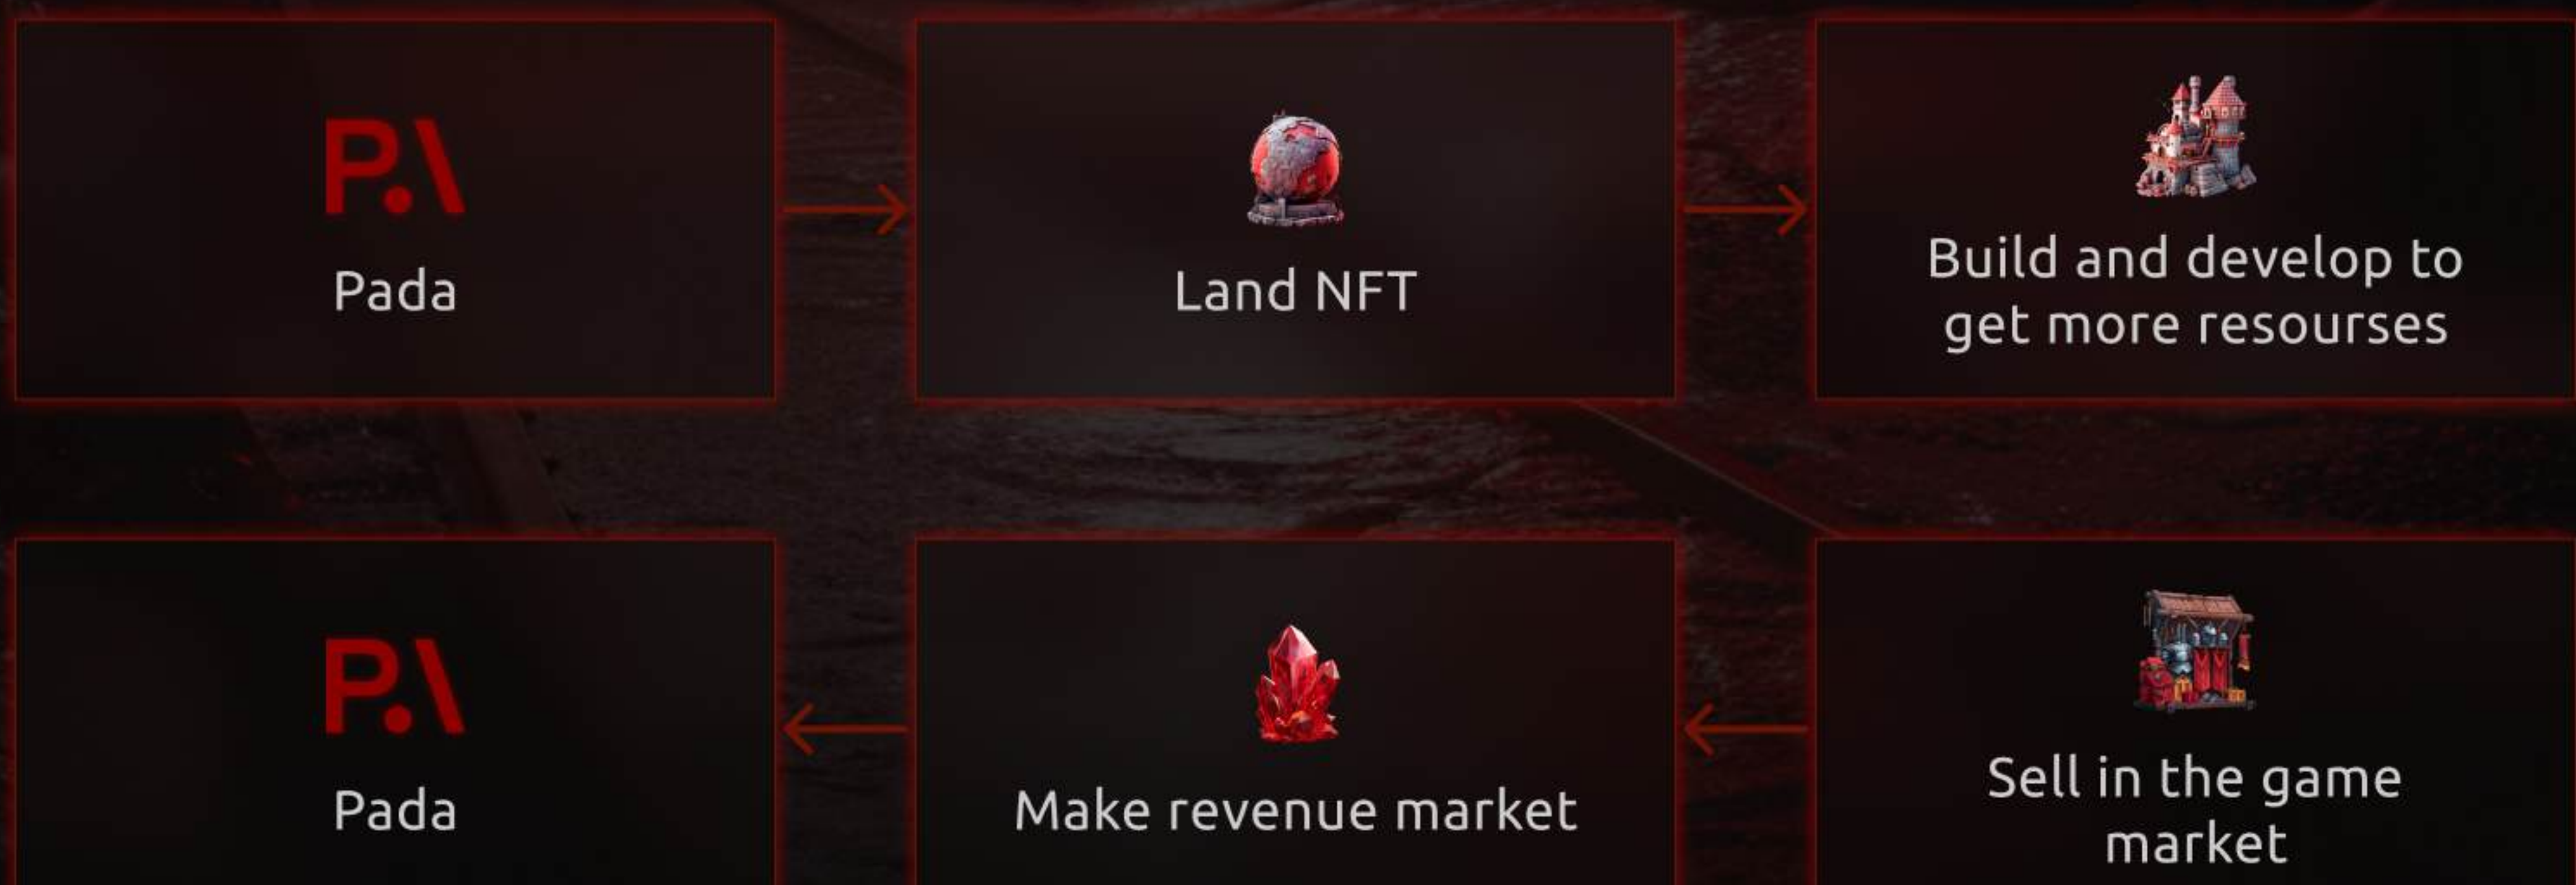 Pada
Land NFT
Build and develop to
get more resourses
Pada
Make revenue market
Sell in the game
market